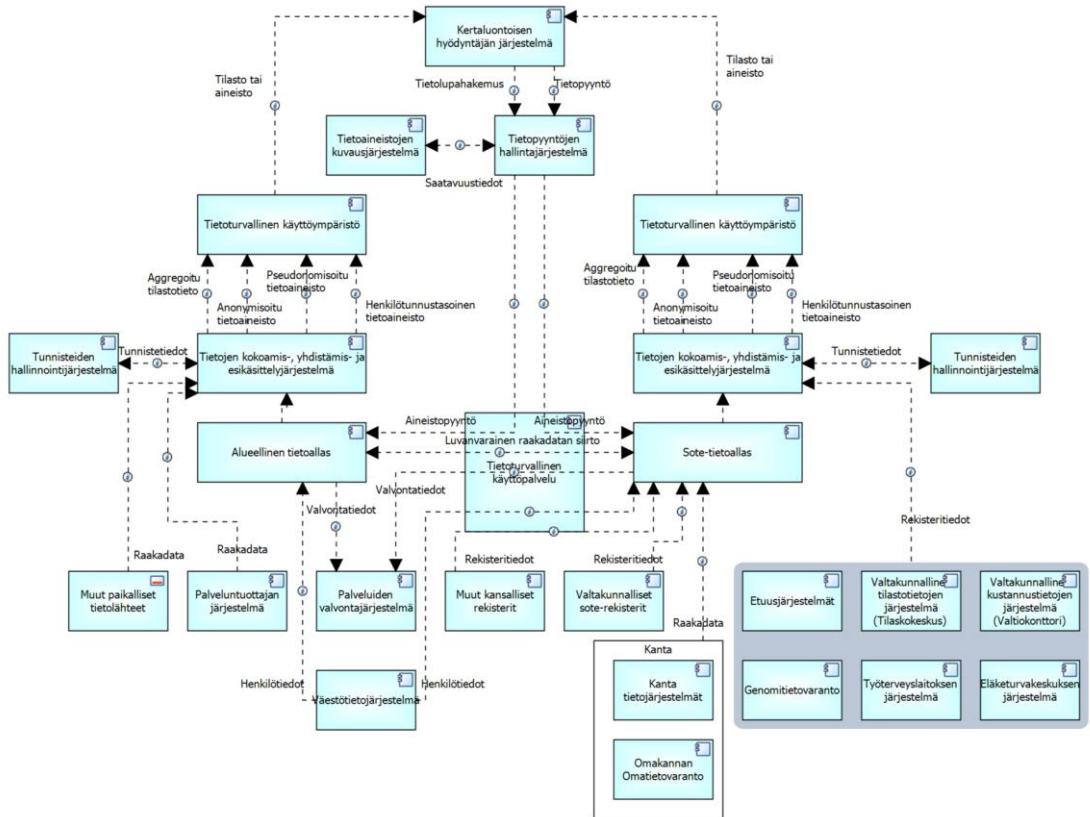 Kertaluontoisen
hyödyntäjän järjestelmä
Tilasto tai
aineisto
Tietolupahakemus
Tietopyyntö
Tilasto tai
aineisto
Tietoaineistojen
kuvausjärjestelmä
Tietopyyntöjen
hallintajärjestelmä
Saatavuustiedot
Tietoturvallinen käyttöympäristö
Tietoturvallinen käyttöympäristö
Aggregoitu
tilastotieto
Anonymisoitu
tietoaineisto
Pseudonomisoitu
tietoaineisto
Henkilötunnustasoinen
tietoaineisto
Aggregoitu
tilastotieto
Anonymisoitu
tietoaineisto
Pseudonomisoitu
tietoaineisto
Henkilötunnustasoinen
tietoaineisto
Tunnisteiden
hallinnointijärjestelmä
Tunnistetiedot
Tietojen kokoamis-, yhdistämis- ja
esikäsittelyjärjestelmä
Tietojen kokoamis-, yhdistämis- ja
esikäsittelyjärjestelmä
Tunnistetiedot
Tunnisteiden
hallinnointijärjestelmä
Aineistopyyntö
Aineistopyyntö
Alueellinen tietoallas
Luvanvarainen raakadatan siirto
Tietoturvallinen
käyttöpalvelu
Sote-tietoallas
Valvontatiedot
Valvontatiedot
Rekisteritiedot
Raakadata
Raakadata
Rekisteritiedot
Rekisteritiedot
Muut paikalliset
tietolähteet
Palveluntuottajan
järjestelmä
Palveluiden
valvontajärjestelmä
Muut kansalliset
rekisterit
Valtakunnalliset
sote-rekisterit
Raakadata
Etuusjärjestelmät
Valtakunnalline
tilastotietojen
järjestelmä
(Tilaskokeskus)
Valtakunnalline
kustannustietojen
järjestelmä
(Valtiokonttori)
Kanta
Henkilötiedot
Väestötietojärjestelmä
Henkilötiedot
Kanta
tietojärjestelmät
Genomitietovaranto
Työterveyslaitoksen
järjestelmä
Eläketurvakeskuksen
järjestelmä
Omakannan
Omatietovaranto